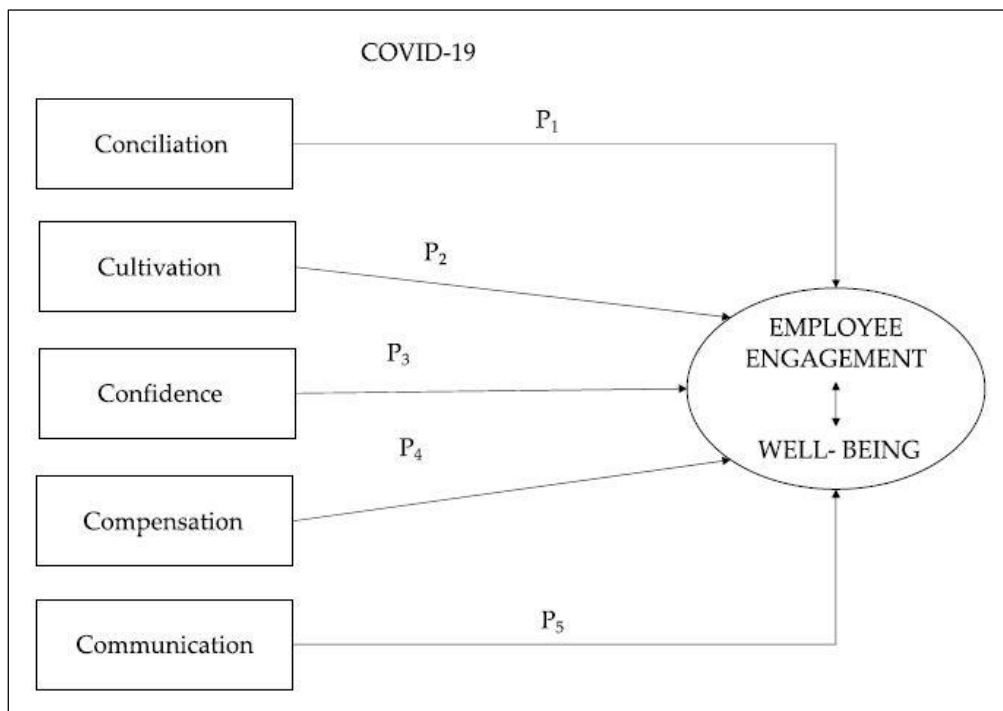 COVID-19
Conciliation
P₁
Cultivation
P₂
Confidence
P₃
Compensation
P₄
Communication
P₅
EMPLOYEE
ENGAGEMENT
WELL- BEING